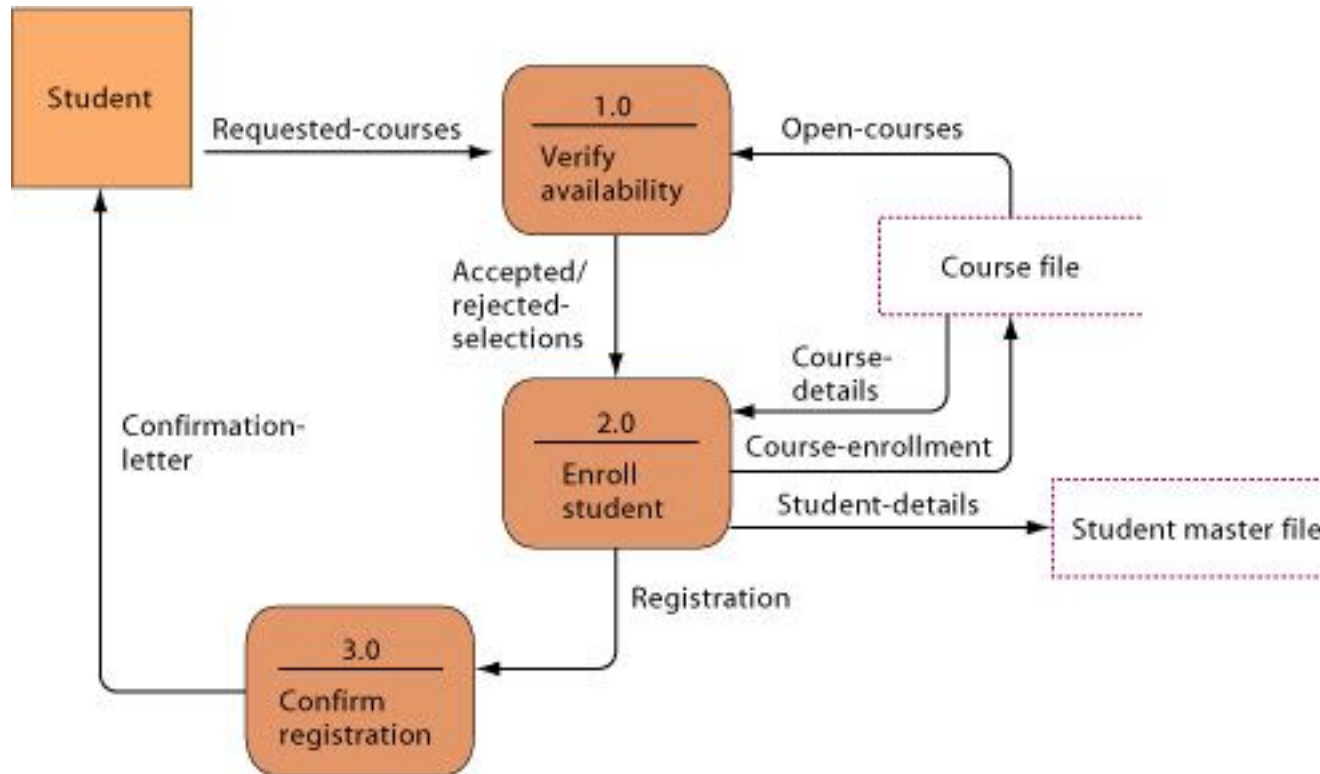 Student
Requested-courses
1.0
Verify
availability
Open-courses
Course file
Accepted/
rejected-
selections
Course-
details
2.0
Enroll
student
Course-enrollment
Student-details
Student master file
Confirmation-
letter
Registration
3.0
Confirm
registration